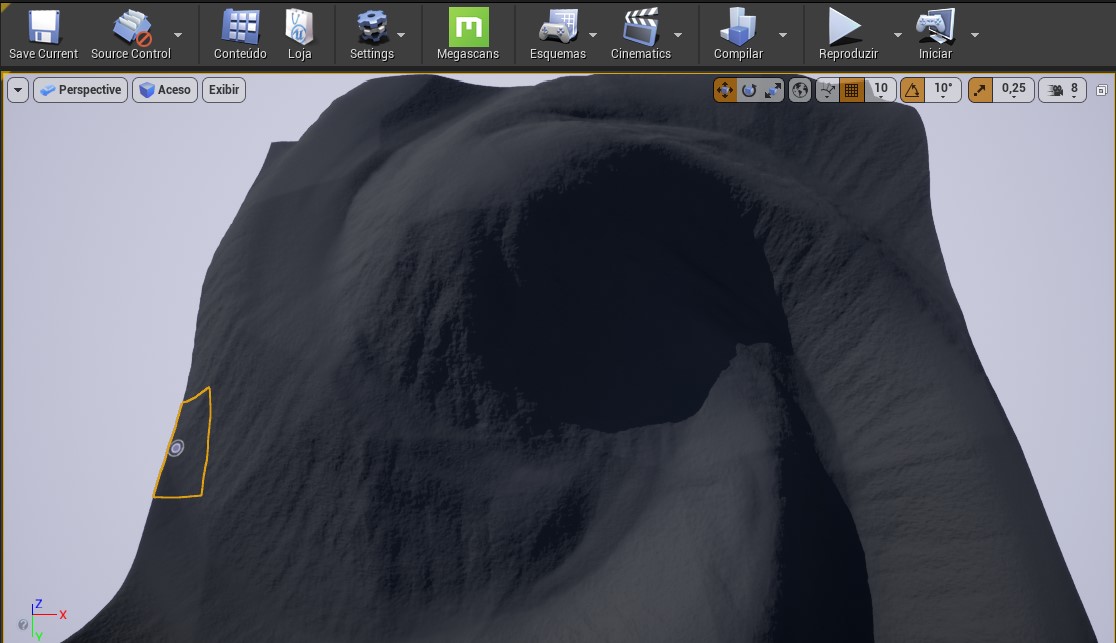 Save Current Source Control Conteúdo Loja Settings Megascans Esquemas Cinematics Compilar Reproduzir Iniciar
Perspective Aceso Exibir 10 10° 0,25 8
Z
X
Y